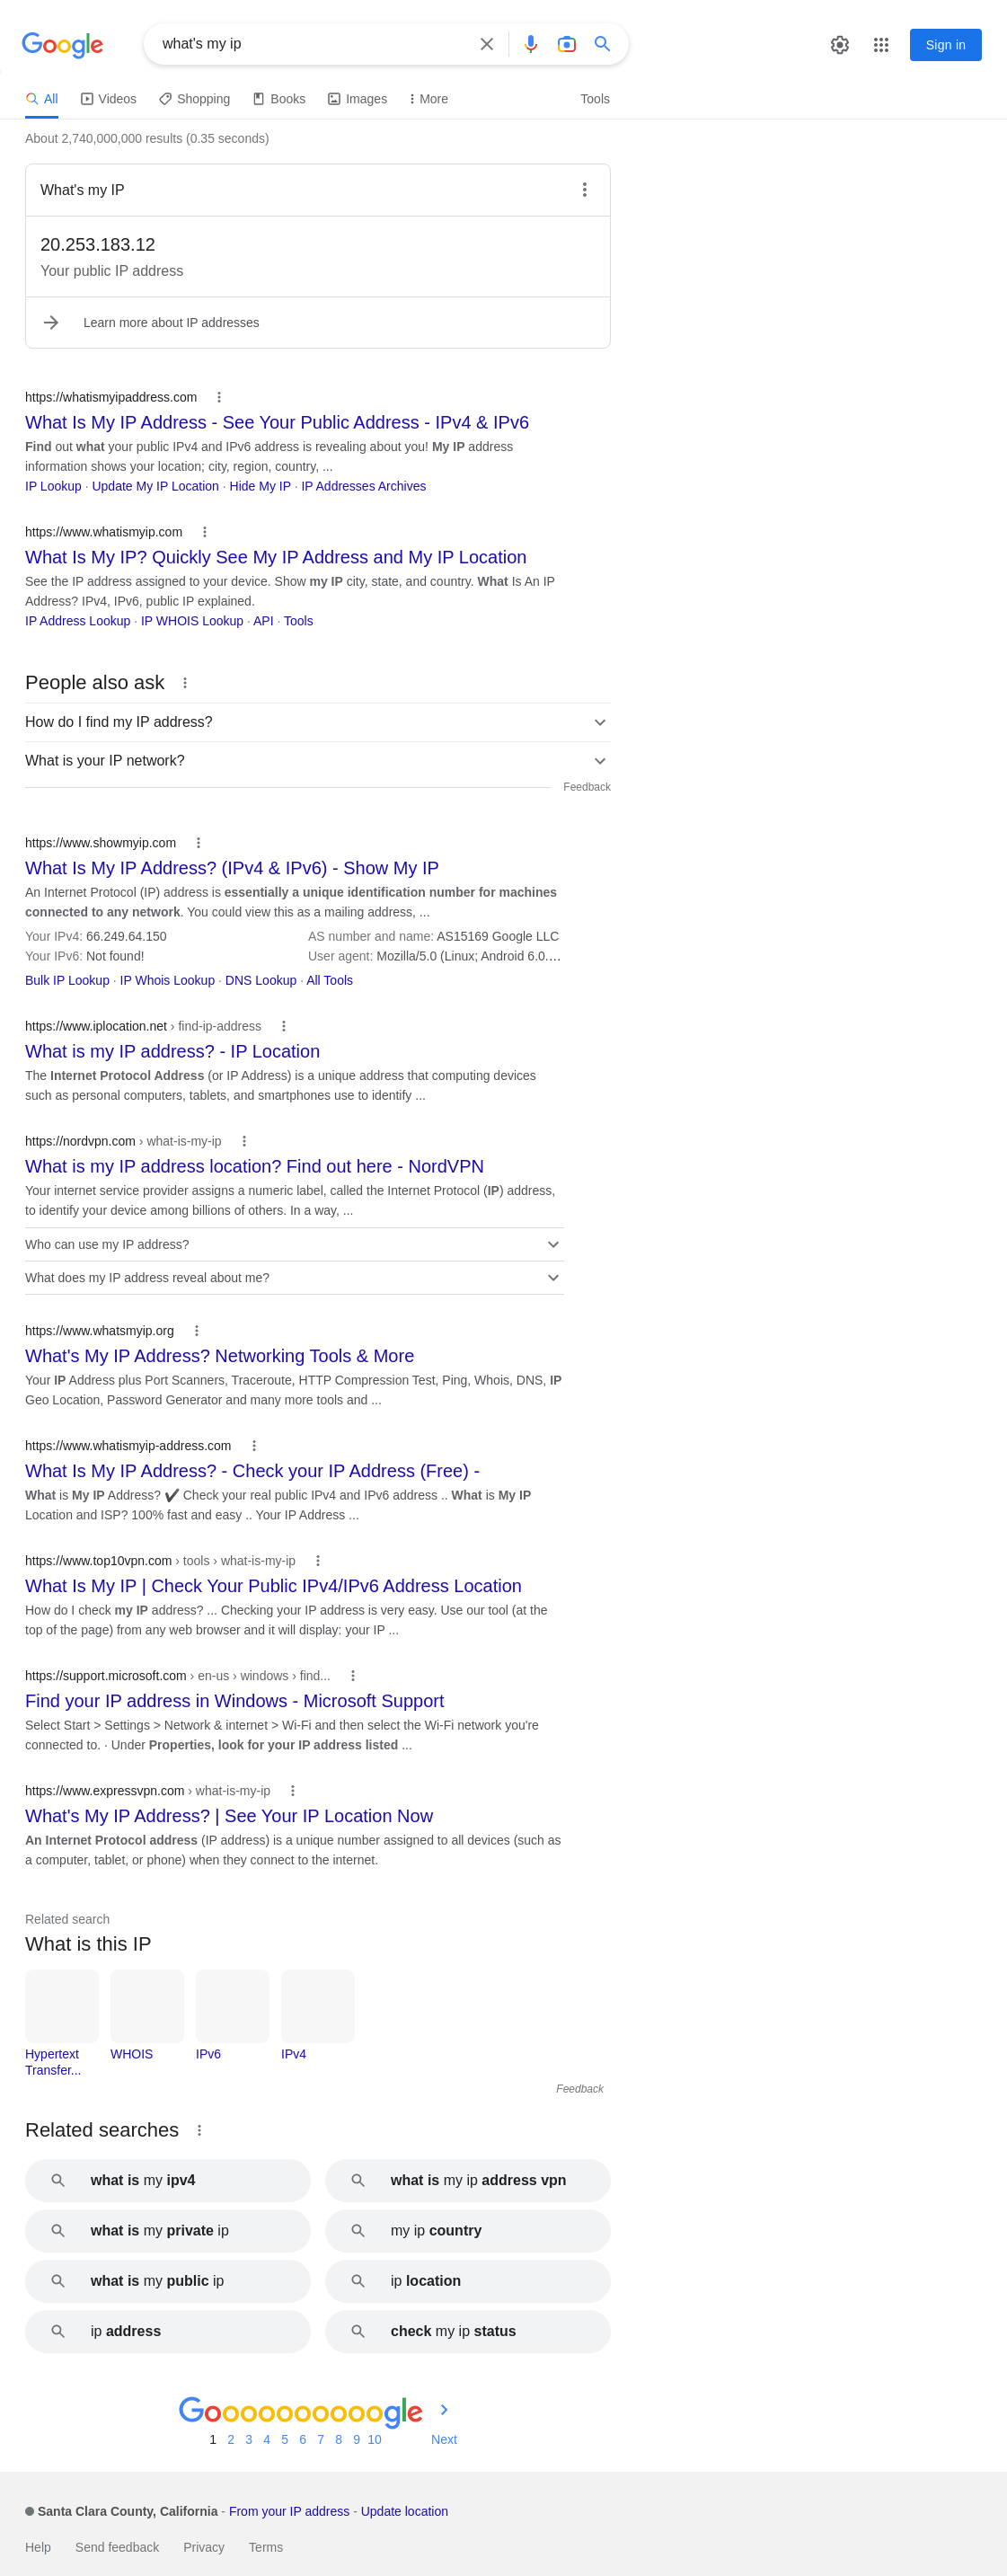 Google
what's my ip
Sign in
All
Videos
Shopping
Books
Images
More
Tools
About 2,740,000,000 results (0.35 seconds)
What's my IP
20.253.183.12
Your public IP address
Learn more about IP addresses
https://whatismyipaddress.com
What Is My IP Address - See Your Public Address - IPv4 & IPv6
Find out what your public IPv4 and IPv6 address is revealing about you! My IP address
information shows your location; city, region, country, ...
IP Lookup · Update My IP Location · Hide My IP · IP Addresses Archives
https://www.whatismyip.com
What Is My IP? Quickly See My IP Address and My IP Location
See the IP address assigned to your device. Show my IP city, state, and country. What Is An IP
Address? IPv4, IPv6, public IP explained.
IP Address Lookup · IP WHOIS Lookup · API · Tools
People also ask
How do I find my IP address?
What is your IP network?
Feedback
https://www.showmyip.com
What Is My IP Address? (IPv4 & IPv6) - Show My IP
An Internet Protocol (IP) address is essentially a unique identification number for machines
connected to any network. You could view this as a mailing address, ...
Your IPv4: 66.249.64.150
AS number and name: AS15169 Google LLC
Your IPv6: Not found!
User agent: Mozilla/5.0 (Linux; Android 6.0....
Bulk IP Lookup · IP Whois Lookup · DNS Lookup · All Tools
https://www.iplocation.net › find-ip-address
What is my IP address? - IP Location
The Internet Protocol Address (or IP Address) is a unique address that computing devices
such as personal computers, tablets, and smartphones use to identify ...
https://nordvpn.com › what-is-my-ip
What is my IP address location? Find out here - NordVPN
Your internet service provider assigns a numeric label, called the Internet Protocol (IP) address,
to identify your device among billions of others. In a way, ...
Who can use my IP address?
What does my IP address reveal about me?
https://www.whatsmyip.org
What's My IP Address? Networking Tools & More
Your IP Address plus Port Scanners, Traceroute, HTTP Compression Test, Ping, Whois, DNS, IP
Geo Location, Password Generator and many more tools and ...
https://www.whatismyip-address.com
What Is My IP Address? - Check your IP Address (Free) -
What is My IP Address? ✔ Check your real public IPv4 and IPv6 address .. What is My IP
Location and ISP? 100% fast and easy .. Your IP Address ...
https://www.top10vpn.com › tools › what-is-my-ip
What Is My IP | Check Your Public IPv4/IPv6 Address Location
How do I check my IP address? ... Checking your IP address is very easy. Use our tool (at the
top of the page) from any web browser and it will display: your IP ...
https://support.microsoft.com › en-us › windows › find...
Find your IP address in Windows - Microsoft Support
Select Start > Settings > Network & internet > Wi-Fi and then select the Wi-Fi network you're
connected to. · Under Properties, look for your IP address listed ...
https://www.expressvpn.com › what-is-my-ip
What's My IP Address? | See Your IP Location Now
An Internet Protocol address (IP address) is a unique number assigned to all devices (such as
a computer, tablet, or phone) when they connect to the internet.
Related search
What is this IP
Hypertext
Transfer...
WHOIS
IPv6
IPv4
Feedback
Related searches
what is my ipv4
what is my ip address vpn
what is my private ip
my ip country
what is my public ip
ip location
ip address
check my ip status
Goooooooooogle
1 2 3 4 5 6 7 8 9 10 Next
Santa Clara County, California - From your IP address - Update location
Help Send feedback Privacy Terms